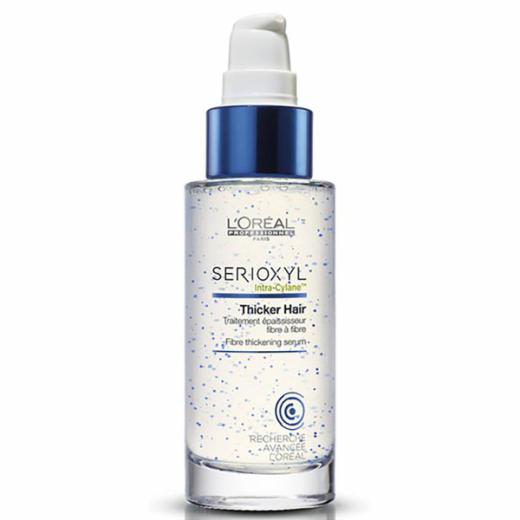 L'ORÉAL
PROFESSIONNEL
PARIS
SERIOXYL
Intra-Cylane™
Thicker Hair
Traitement épaississeur
fibre à fibre
Fibre thickening serum
RECHERCHE
AVANCÉE
L'ORÉAL